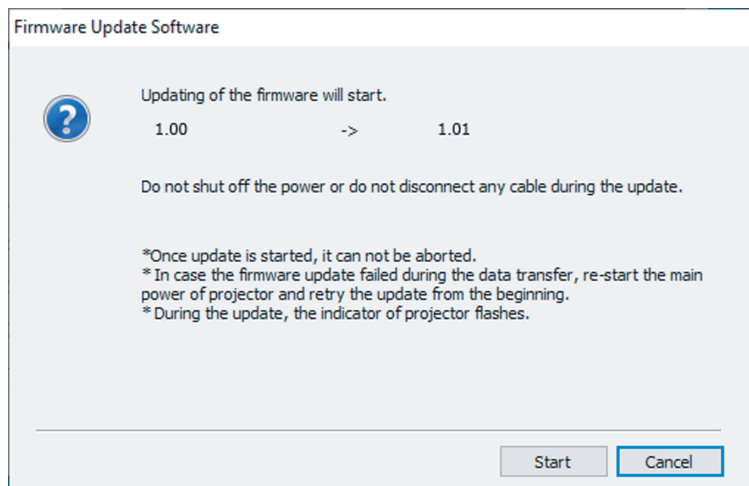 Firmware Update Software
Updating of the firmware will start.
1.00 -> 1.01
Do not shut off the power or do not disconnect any cable during the update.
*Once update is started, it can not be aborted.
* In case the firmware update failed during the data transfer, re-start the main
power of projector and retry the update from the beginning.
* During the update, the indicator of projector flashes.
Start Cancel